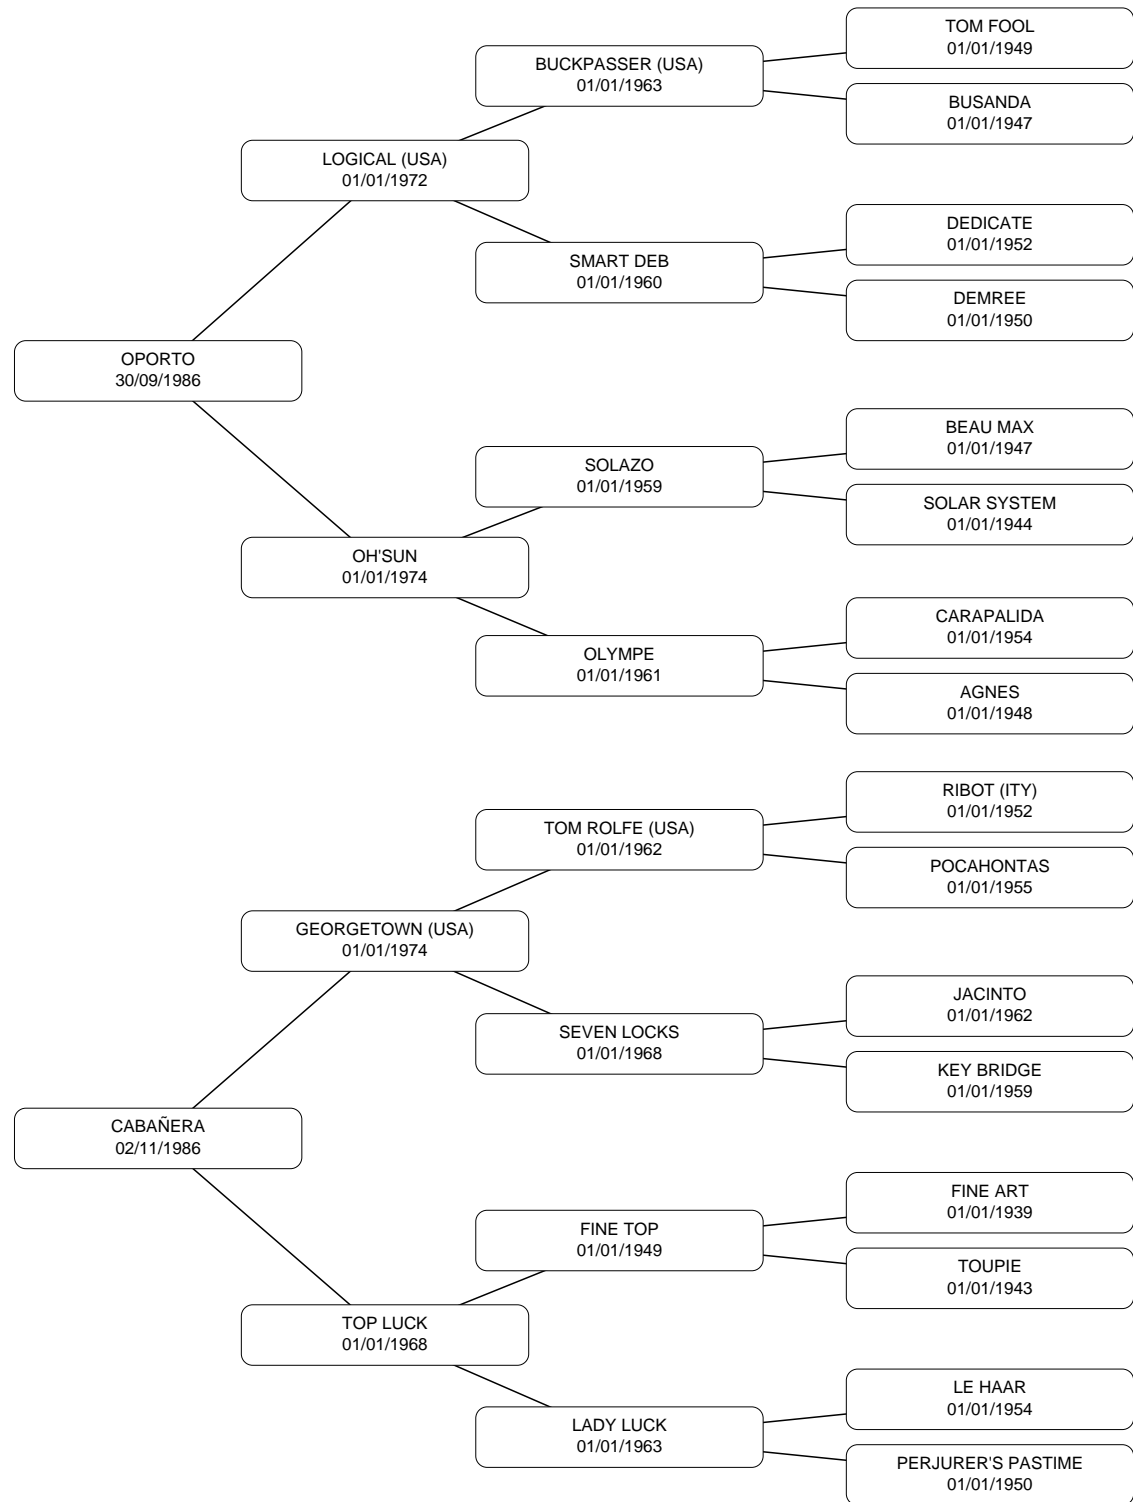 TOM FOOL
01/01/1949
BUCKPASSER (USA)
01/01/1963
BUSANDA
01/01/1947
LOGICAL (USA)
01/01/1972
DEDICATE
01/01/1952
SMART DEB
01/01/1960
DEMREE
01/01/1950
OPORTO
30/09/1986
BEAU MAX
01/01/1947
SOLAZO
01/01/1959
SOLAR SYSTEM
01/01/1944
OH'SUN
01/01/1974
CARAPALIDA
01/01/1954
OLYMPE
01/01/1961
AGNES
01/01/1948
RIBOT (ITY)
01/01/1952
TOM ROLFE (USA)
01/01/1962
POCAHONTAS
01/01/1955
GEORGETOWN (USA)
01/01/1974
JACINTO
01/01/1962
SEVEN LOCKS
01/01/1968
KEY BRIDGE
01/01/1959
CABAÑERA
02/11/1986
FINE ART
01/01/1939
FINE TOP
01/01/1949
TOUPIE
01/01/1943
TOP LUCK
01/01/1968
LE HAAR
01/01/1954
LADY LUCK
01/01/1963
PERJURER'S PASTIME
01/01/1950